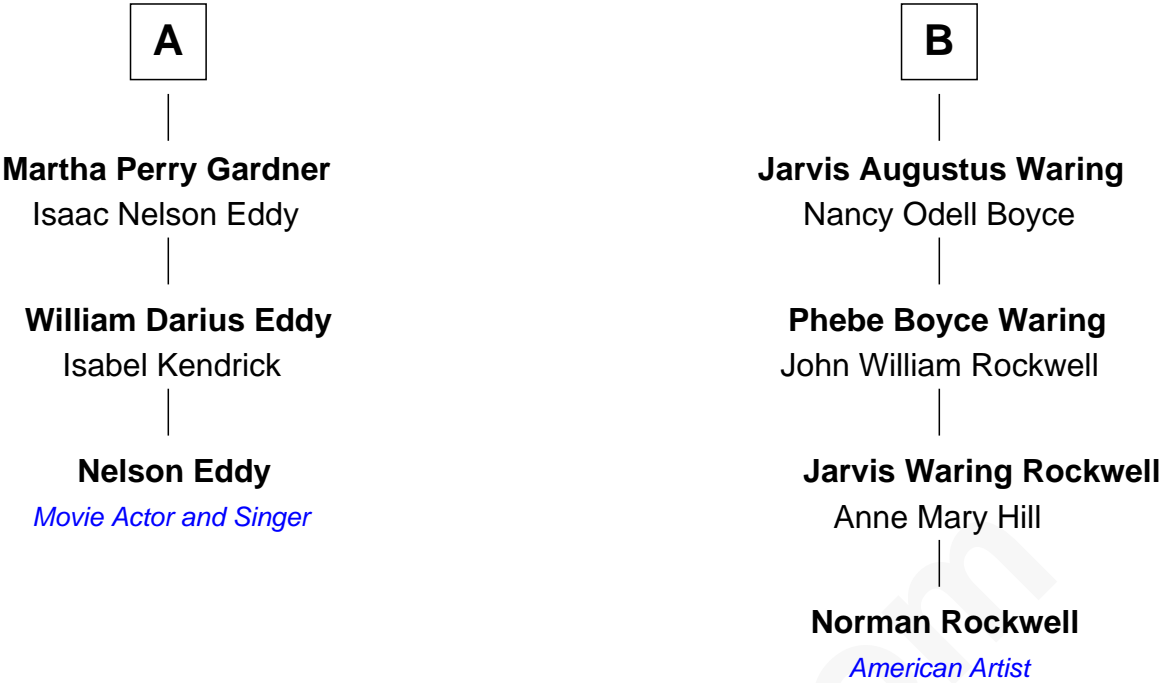 A
Martha Perry Gardner
Isaac Nelson Eddy
William Darius Eddy
Isabel Kendrick
Nelson Eddy
Movie Actor and Singer
B
Jarvis Augustus Waring
Nancy Odell Boyce
Phebe Boyce Waring
John William Rockwell
Jarvis Waring Rockwell
Anne Mary Hill
Norman Rockwell
American Artist